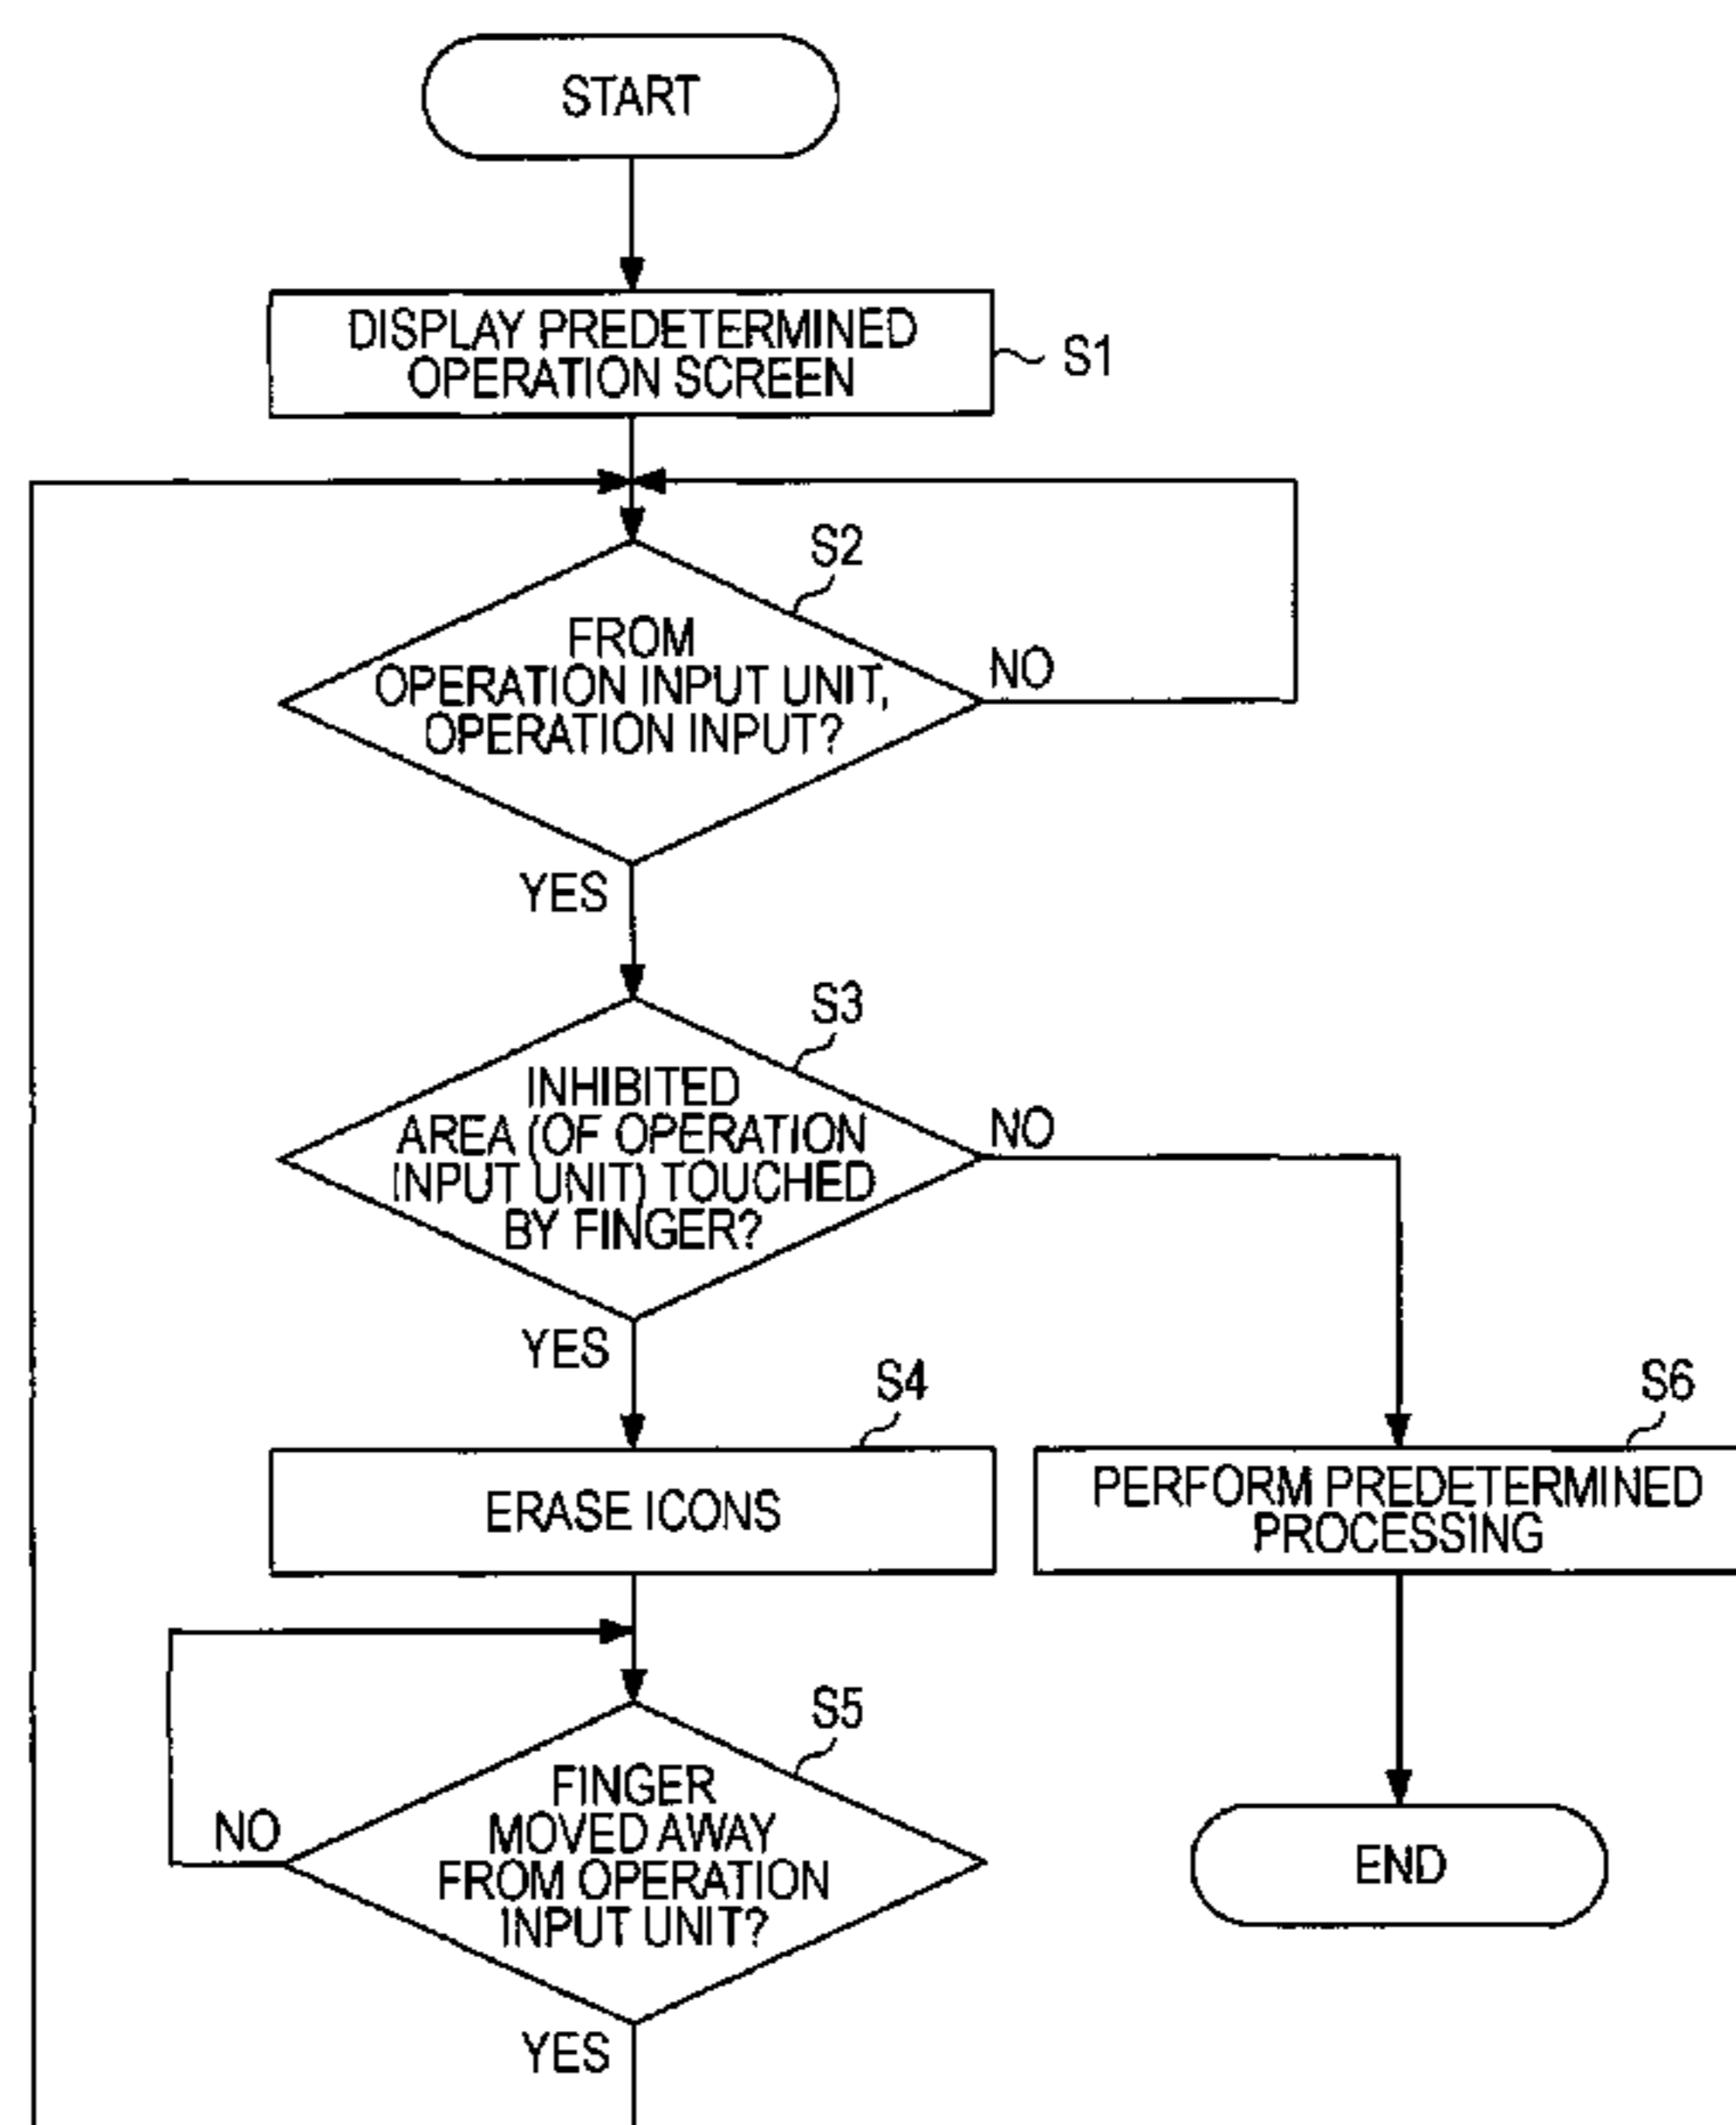 START
DISPLAY PREDETERMINED
OPERATION SCREEN
S1
S2
FROM
OPERATION INPUT UNIT,
OPERATION INPUT?
NO
YES
S3
INHIBITED
AREA (OF OPERATION
INPUT UNIT) TOUCHED
BY FINGER?
NO
YES
S4
ERASE ICONS
S6
PERFORM PREDETERMINED
PROCESSING
S5
FINGER
MOVED AWAY
FROM OPERATION
INPUT UNIT?
NO
YES
END